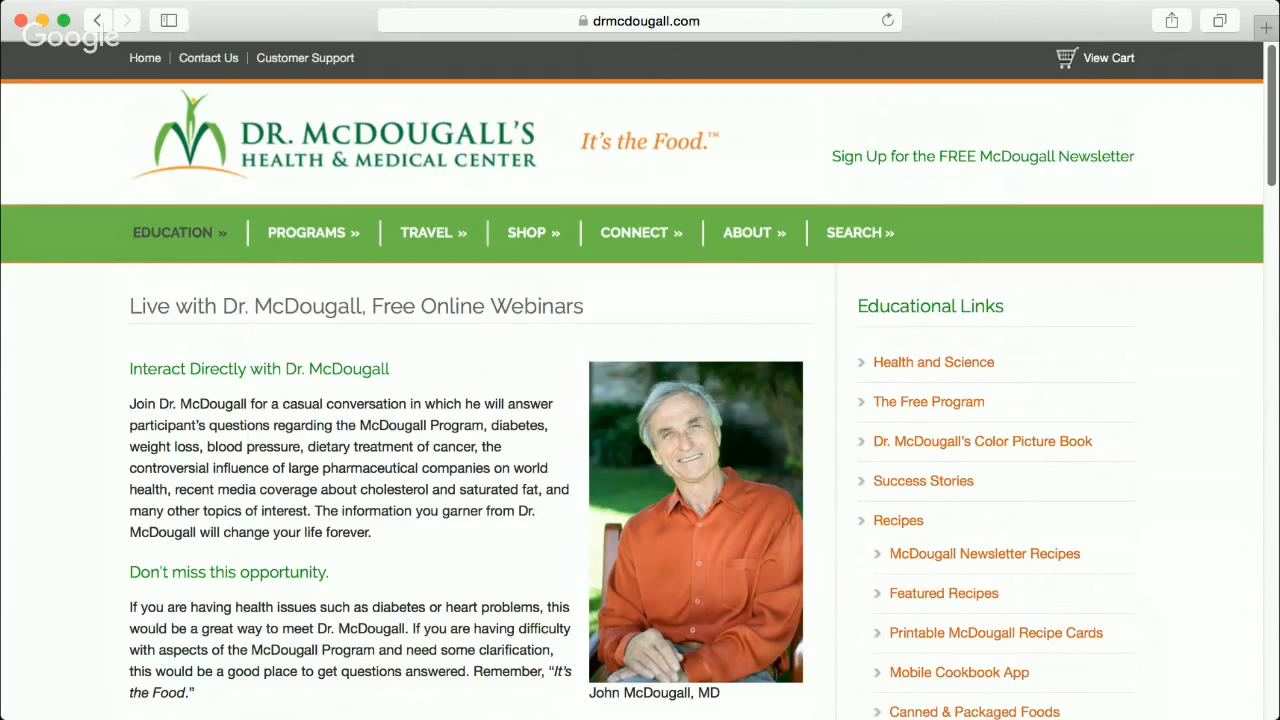 drmcdougall.com
Google
Home
Contact Us
Customer Support
View Cart
DR. MCDOUGALL'S
HEALTH & MEDICAL CENTER
It's the Food.™
Sign Up for the FREE McDougall Newsletter
EDUCATION »
PROGRAMS »
TRAVEL »
SHOP »
CONNECT »
ABOUT »
SEARCH »
Live with Dr. McDougall, Free Online Webinars
Interact Directly with Dr. McDougall
Join Dr. McDougall for a casual conversation in which he will answer
participant's questions regarding the McDougall Program, diabetes,
weight loss, blood pressure, dietary treatment of cancer, the
controversial influence of large pharmaceutical companies on world
health, recent media coverage about cholesterol and saturated fat, and
many other topics of interest. The information you garner from Dr.
McDougall will change your life forever.
Don't miss this opportunity.
If you are having health issues such as diabetes or heart problems, this
would be a great way to meet Dr. McDougall. If you are having difficulty
with aspects of the McDougall Program and need some clarification,
this would be a good place to get questions answered. Remember, “It's
the Food.”
John McDougall, MD
Educational Links
Health and Science
The Free Program
Dr. McDougall's Color Picture Book
Success Stories
Recipes
McDougall Newsletter Recipes
Featured Recipes
Printable McDougall Recipe Cards
Mobile Cookbook App
Canned & Packaged Foods